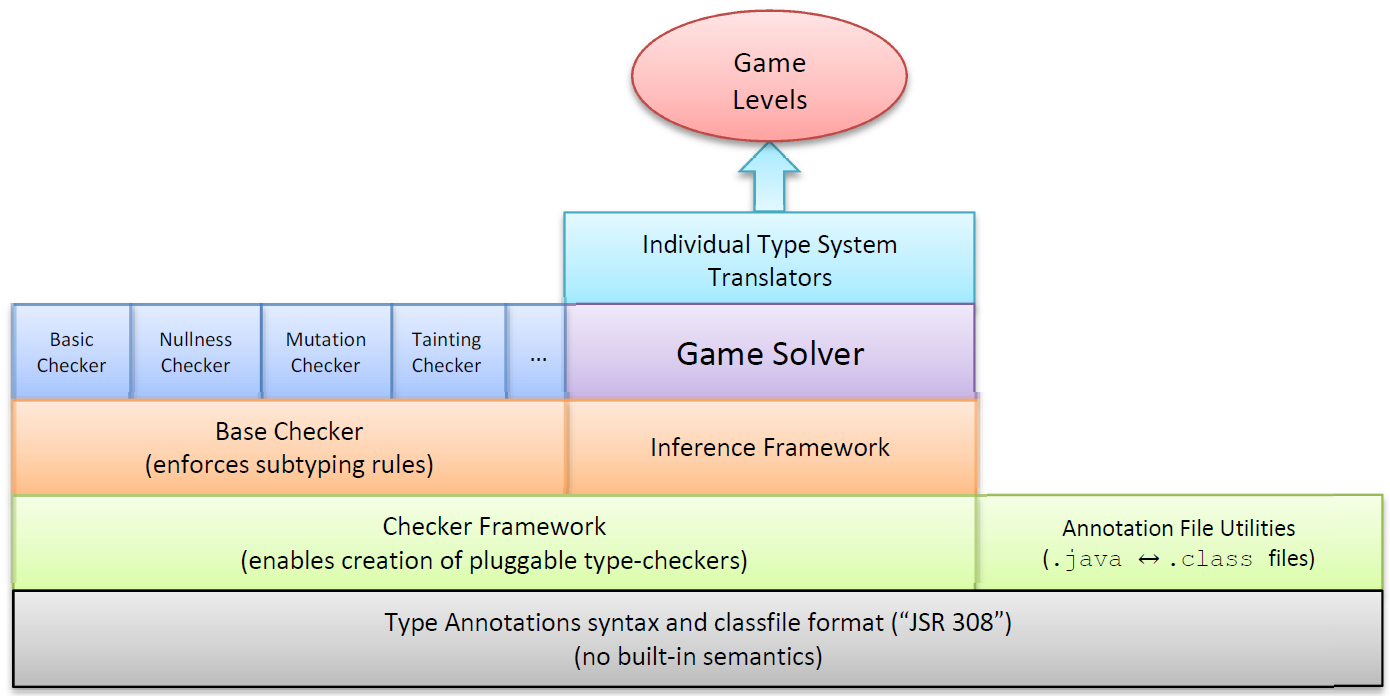 Game
Levels
Individual Type System
Translators
Basic
Checker
Nullness
Checker
Mutation
Checker
Tainting
Checker
...
Game Solver
Base Checker
(enforces subtyping rules)
Inference Framework
Checker Framework
(enables creation of pluggable type-checkers)
Annotation File Utilities
(.java ↔ .class files)
Type Annotations syntax and classfile format (“JSR 308”)
(no built-in semantics)